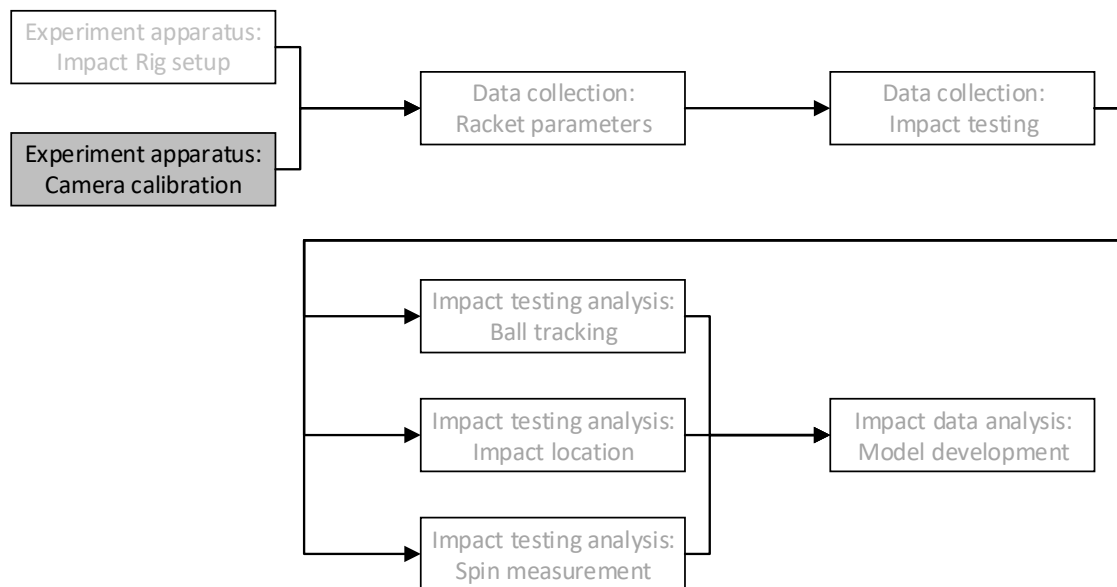 Experiment apparatus:
Impact Rig setup
Experiment apparatus:
Camera calibration
Data collection:
Racket parameters
Data collection:
Impact testing
Impact testing analysis:
Ball tracking
Impact testing analysis:
Impact location
Impact testing analysis:
Spin measurement
Impact data analysis:
Model development